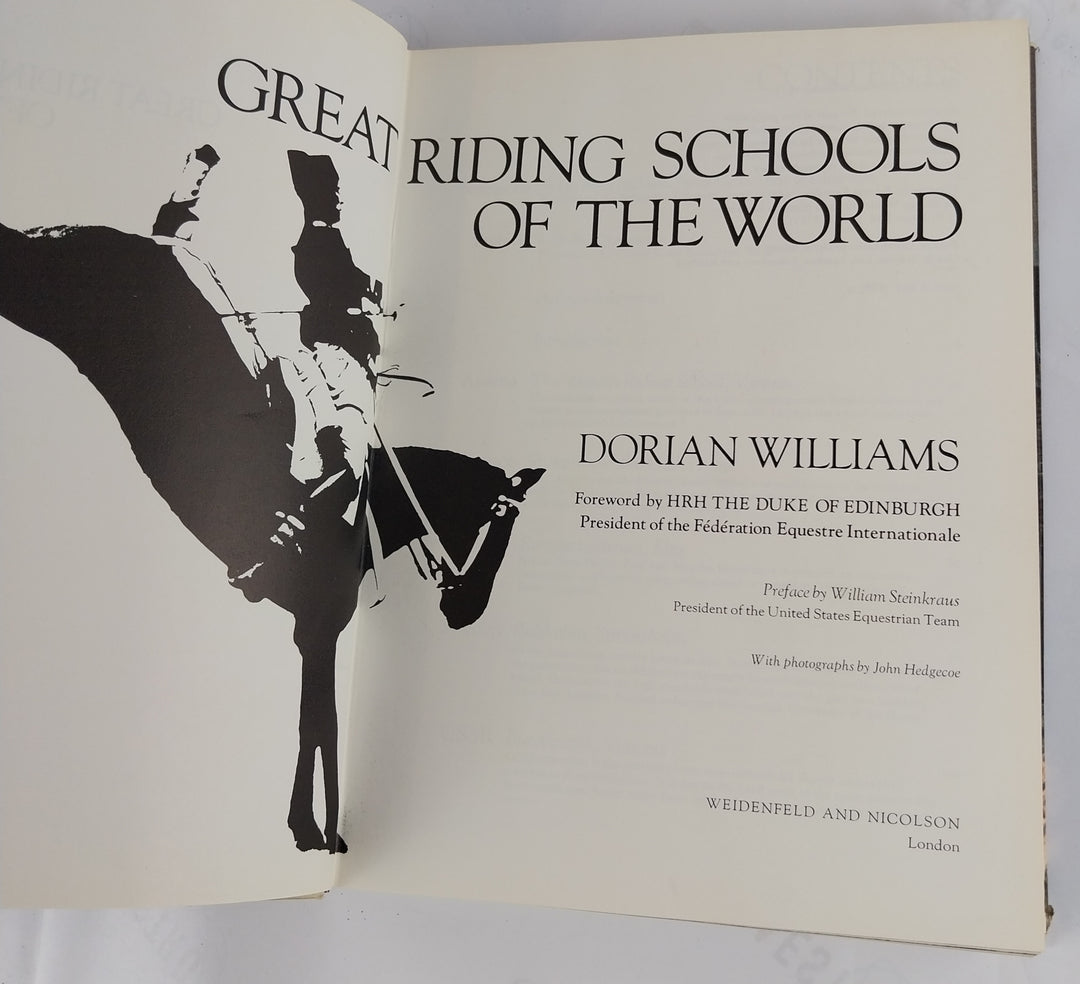 GREAT RIDING SCHOOLS
OF THE WORLD
DORIAN WILLIAMS
Foreword by HRH THE DUKE OF EDINBURGH
President of the Fédération Equestre Internationale
Preface by William Steinkraus
President of the United States Equestrian Team
With photographs by John Hedgecoe
WEIDENFELD AND NICOLSON
London